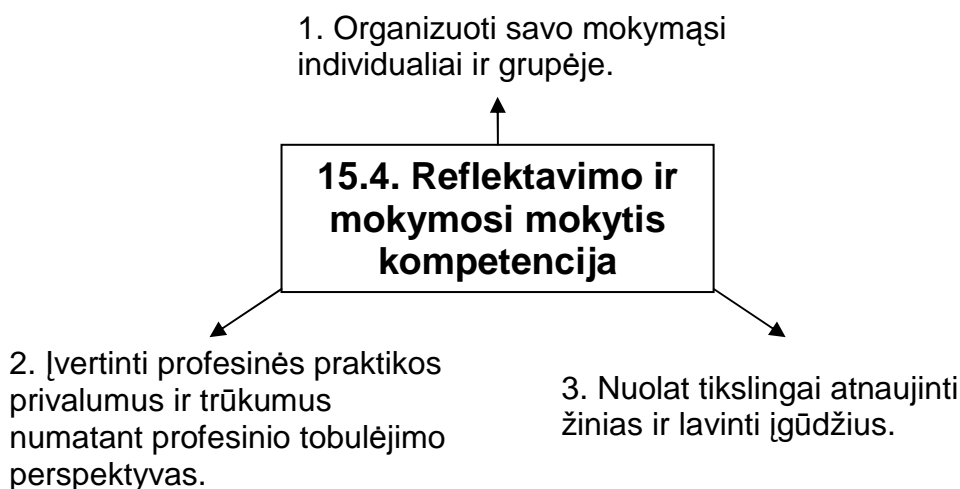 1. Organizuoti savo mokymąsi
individualiai ir grupėje.
15.4. Reflektavimo ir
mokymosi mokytis
kompetencija
2. Įvertinti profesinės praktikos
privalumus ir trūkumus
numatant profesinio tobulėjimo
perspektyvas.
3. Nuolat tikslingai atnaujinti
žinias ir lavinti įgūdžius.